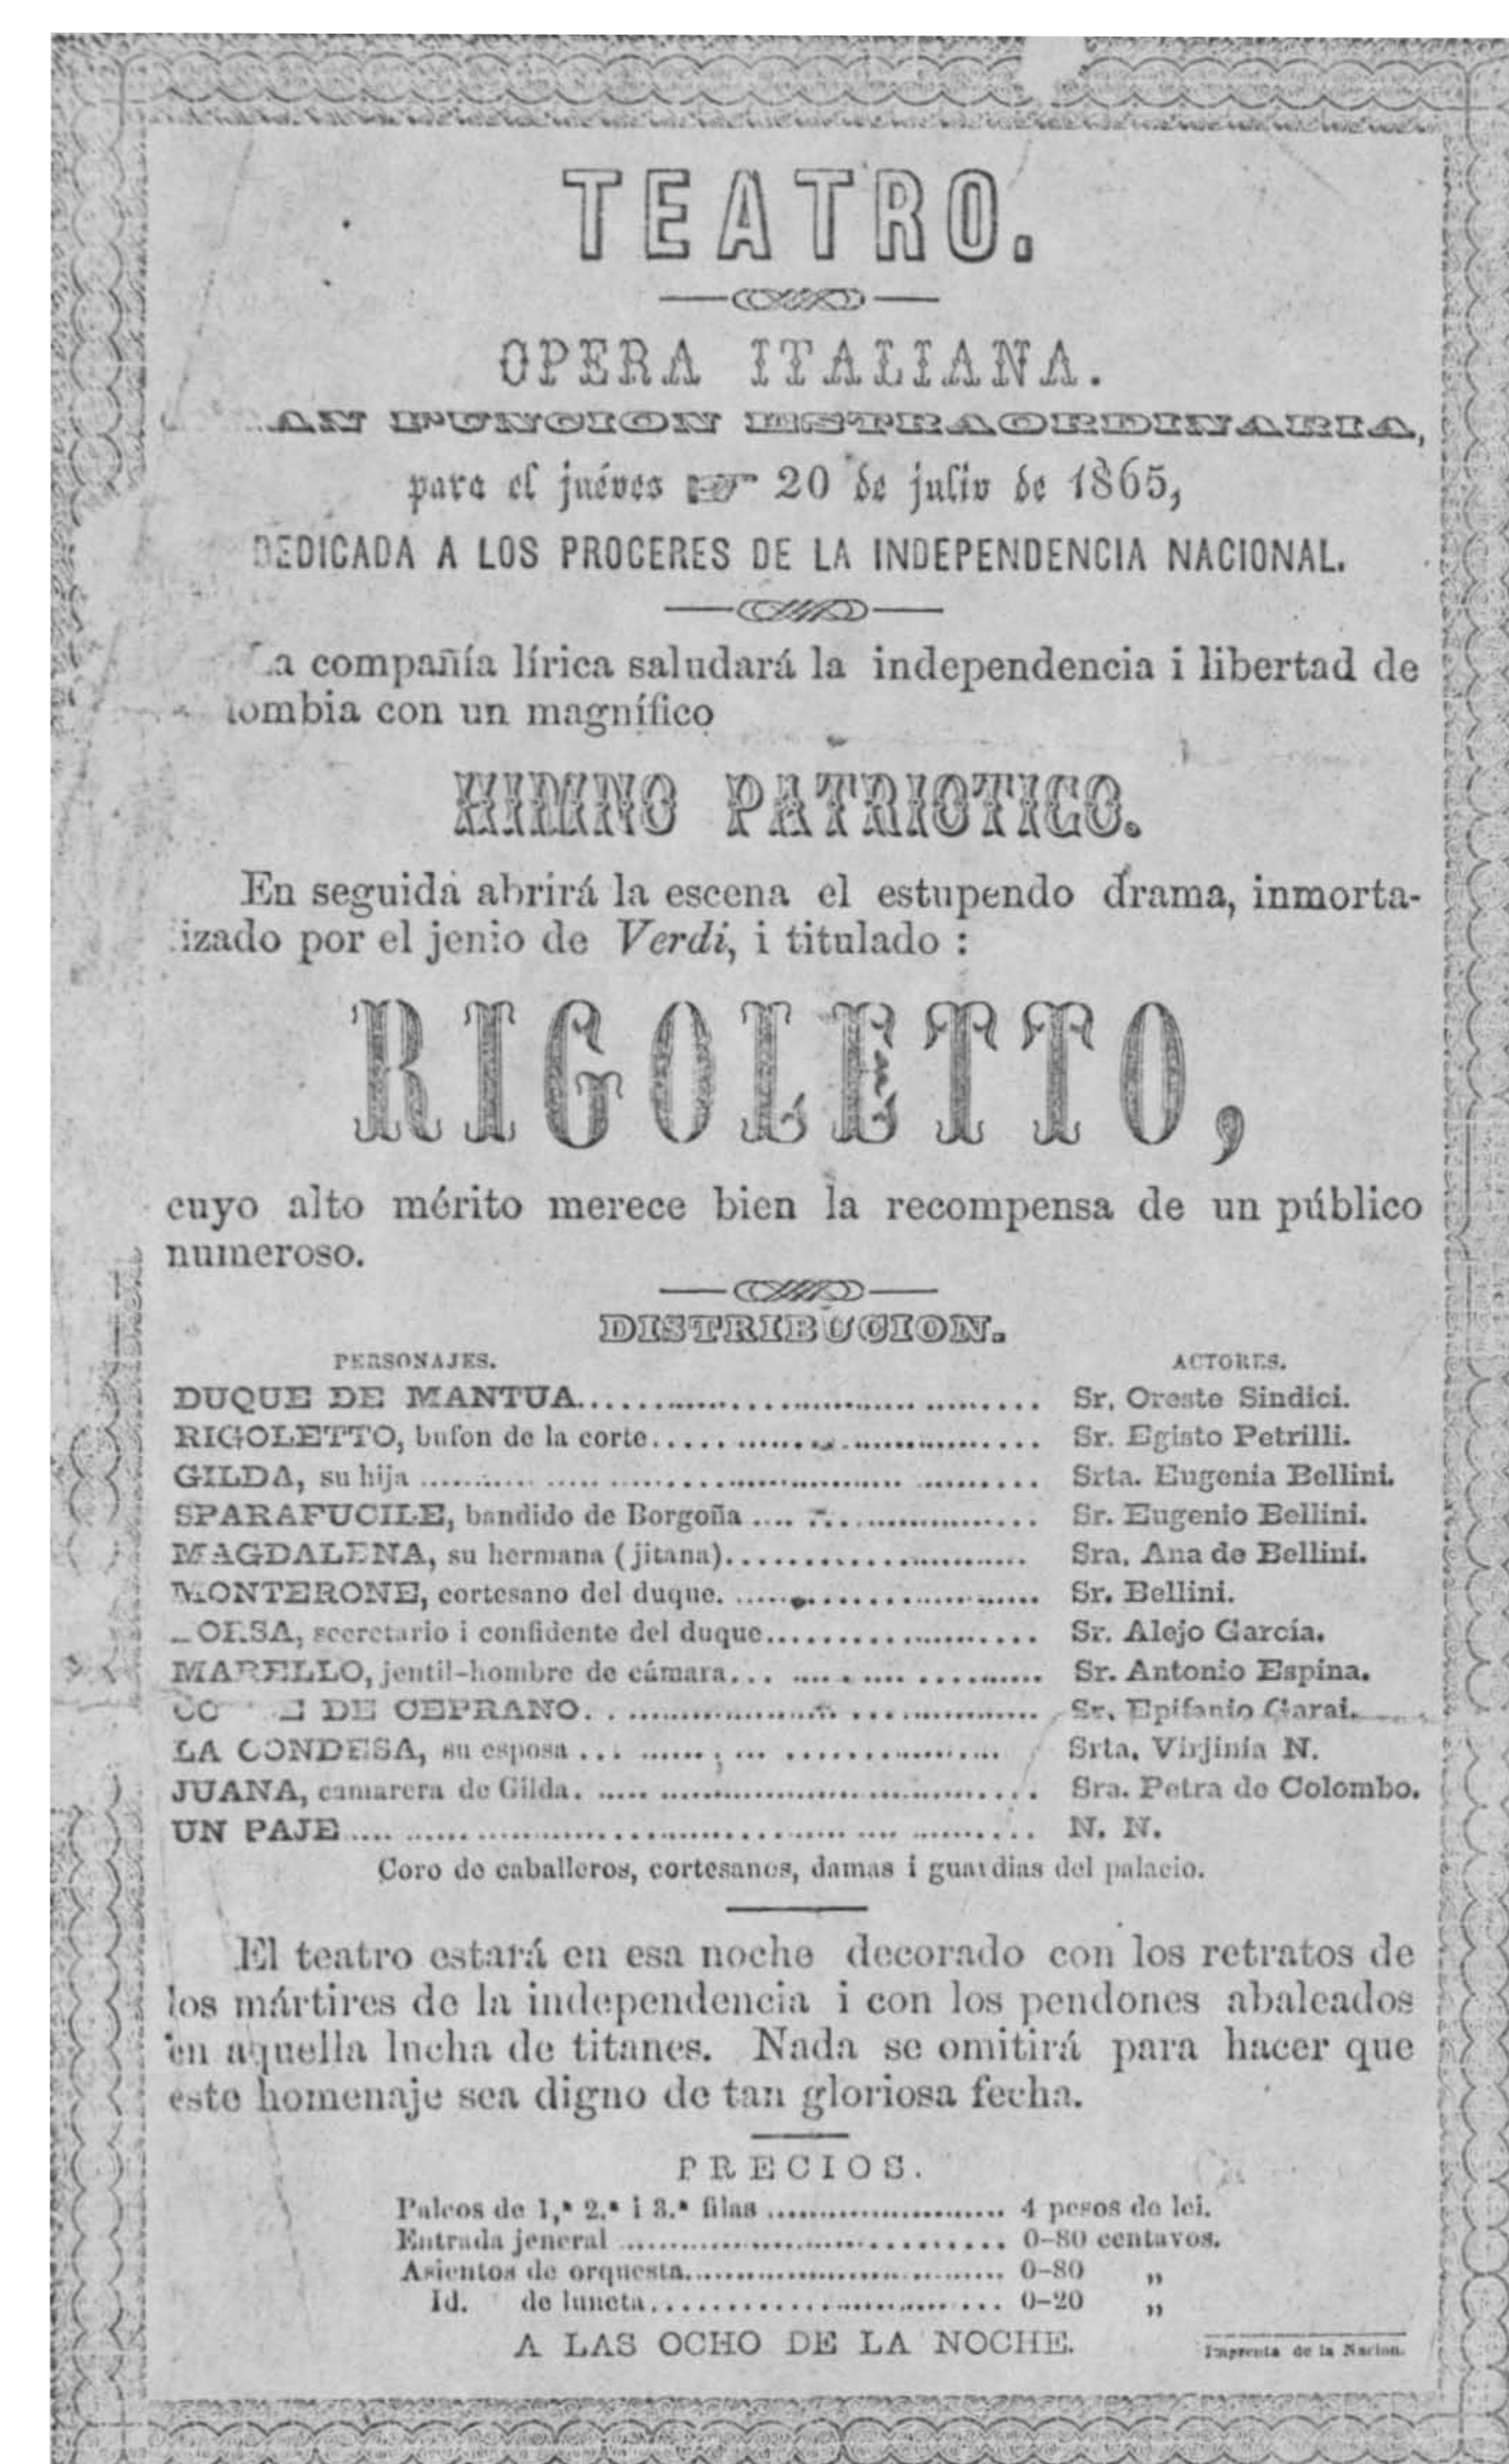 TEATRO.
OPERA ITALIANA.
AN FUNCION ESTRAORDINARIA,
para el juéves ☞ 20 de julio de 1865,
DEDICADA A LOS PROCERES DE LA INDEPENDENCIA NACIONAL.
a compañía lírica saludará la independencia i libertad de
lombia con un magnífico
HIMNO PATRIOTICO.
En seguida abrirá la escena el estupendo drama, inmorta-
izado por el jenio de Verdi, i titulado :
RIGOLETTO,
cuyo alto mérito merece bien la recompensa de un público
numeroso.
DISTRIBUCION.
PERSONAJES. ACTORES.
DUQUE DE MANTUA........ Sr. Oreste Sindici.
RIGOLETTO, bufon de la corte........ Sr. Egisto Petrilli.
GILDA, su hija ........ Srta. Eugenia Bellini.
SPARAFUCILE, bandido de Borgoña ........ Sr. Eugenio Bellini.
MAGDALENA, su hermana (jitana)........ Sra. Ana de Bellini.
MONTERONE, cortesano del duque. ........ Sr. Bellini.
ORSA, secretario i confidente del duque........ Sr. Alejo García.
MARELLO, jentil-hombre de cámara........ Sr. Antonio Espina.
CO E DE CEPRANO........ Sr. Epifanio Garai.
LA CONDESA, su esposa ........ Srta. Virjinia N.
JUANA, camarera de Gilda. ........ Sra. Petra de Colombo.
UN PAJE........ N. N.
Coro de caballeros, cortesanos, damas i guardias del palacio.
El teatro estará en esa noche decorado con los retratos de
los mártires de la independencia i con los pendones abaleados
en aquella lucha de titanes. Nada se omitirá para hacer que
este homenaje sea digno de tan gloriosa fecha.
PRECIOS.
Palcos de 1,ª 2.ª i 3.ª filas ........ 4 pesos de lei.
Entrada jeneral ........ 0-80 centavos.
Asientos de orquesta........ 0-80 „
Id. de luneta........ 0-20 „
A LAS OCHO DE LA NOCHE.
Imprenta de la Nacion.